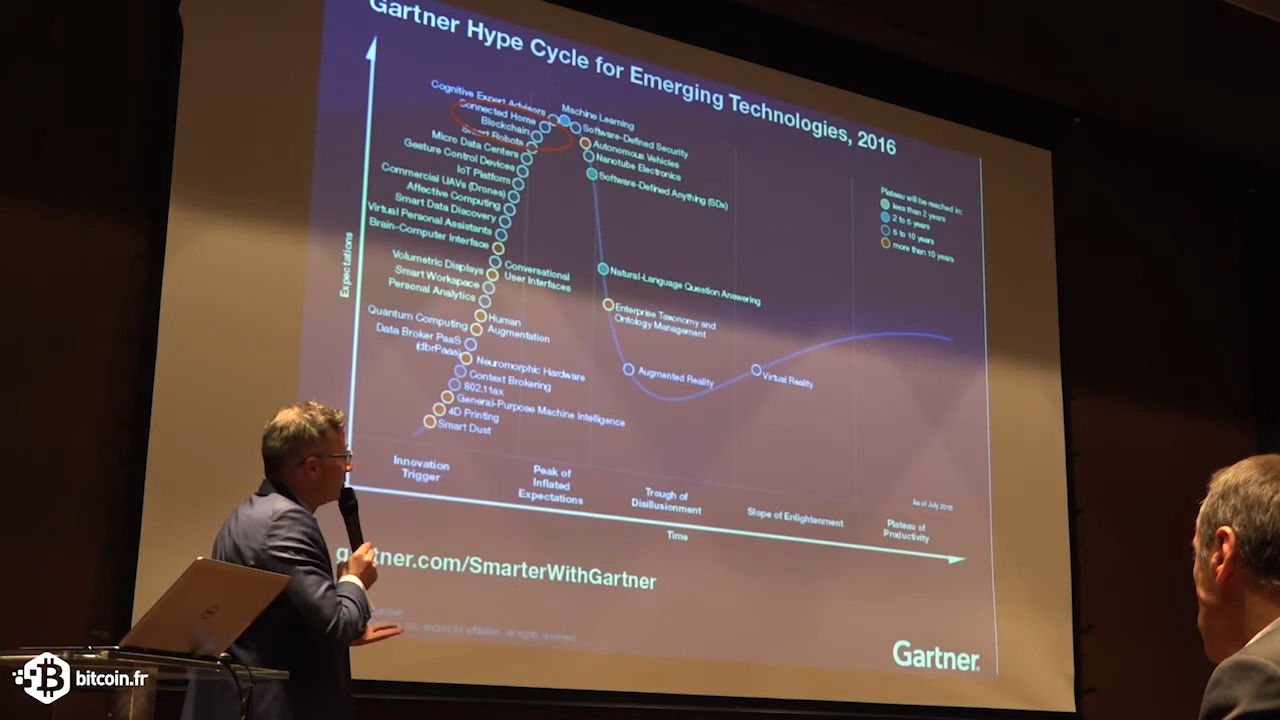 Gartner Hype Cycle for Emerging Technologies, 2016
Cognitive Expert Advisors
Connected Home
Blockchain
Smart Robots
Micro Data Centers
Gesture Control Devices
IoT Platform
Commercial UAVs (Drones)
Affective Computing
Smart Data Discovery
Virtual Personal Assistants
Brain-Computer Interface
Volumetric Displays
Smart Workspace
Personal Analytics
Quantum Computing
Data Broker PaaS
(dbrPaaS)
Machine Learning
Software-Defined Security
Autonomous Vehicles
Nanotube Electronics
Software-Defined Anything (SDx)
Conversational
User Interfaces
Human
Augmentation
Neuromorphic Hardware
Context Brokering
802.11ax
General-Purpose Machine Intelligence
4D Printing
Smart Dust
Natural-Language Question Answering
Enterprise Taxonomy and
Ontology Management
Augmented Reality
Virtual Reality
Plateau will be reached in:
less than 2 years
2 to 5 years
5 to 10 years
more than 10 years
Expectations
Innovation
Trigger
Peak of
Inflated
Expectations
Trough of
Disillusionment
Slope of Enlightenment
Plateau of
Productivity
As of July 2016
Time
gartner.com/SmarterWithGartner
Gartner.
bitcoin.fr